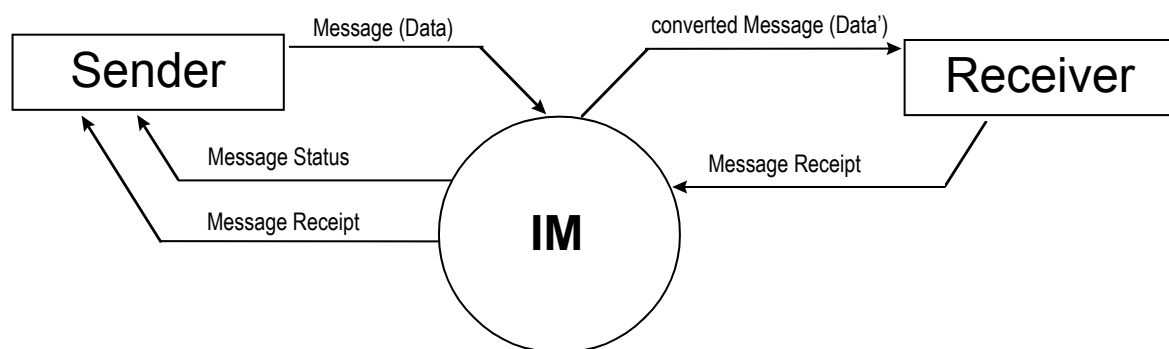 Message (Data)
converted Message (Data’)
Sender
Receiver
Message Status
Message Receipt
Message Receipt
IM